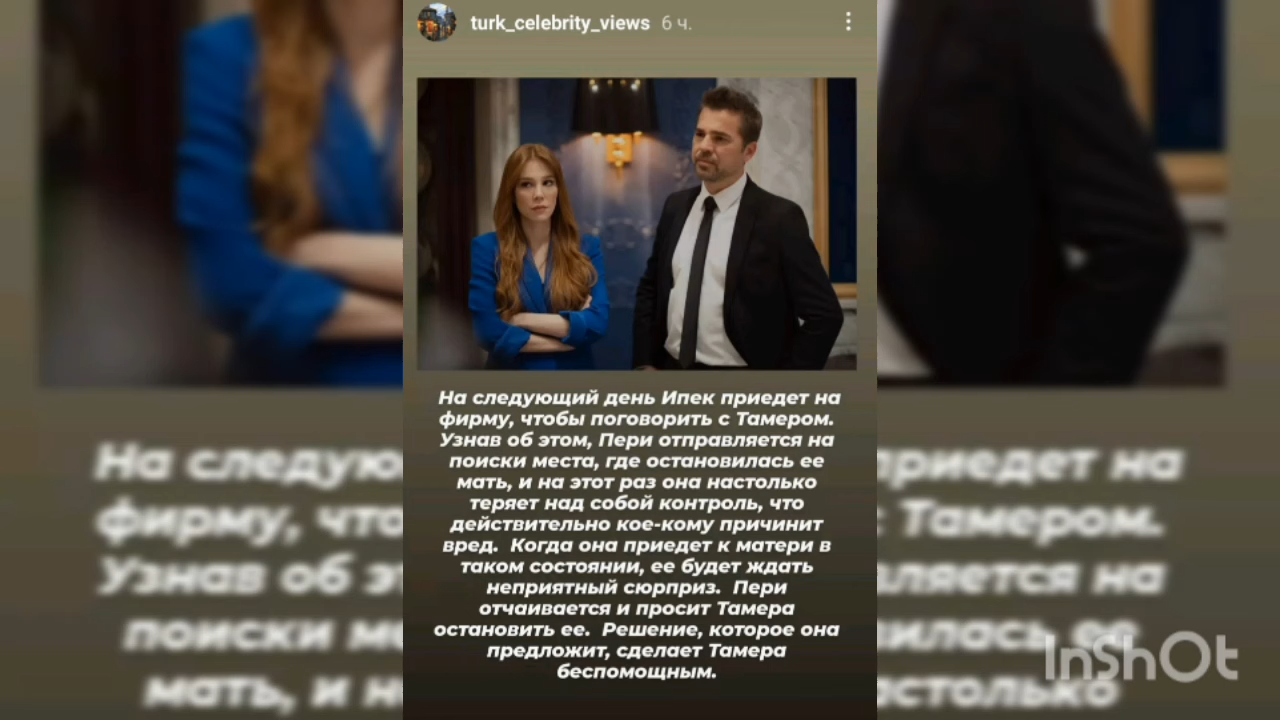 turk_celebrity_views 6 ч.
На следующий день Ипек приедет на
фирму, чтобы поговорить с Тамером.
Узнав об этом, Пери отправляется на
поиски места, где остановилась ее
мать, и на этот раз она настолько
теряет над собой контроль, что
действительно кое-кому причинит
вред. Когда она приедет к матери в
таком состоянии, ее будет ждать
неприятный сюрприз. Пери
отчаивается и просит Тамера
остановить ее. Решение, которое она
предложит, сделает Тамера
беспомощным.
InShOt